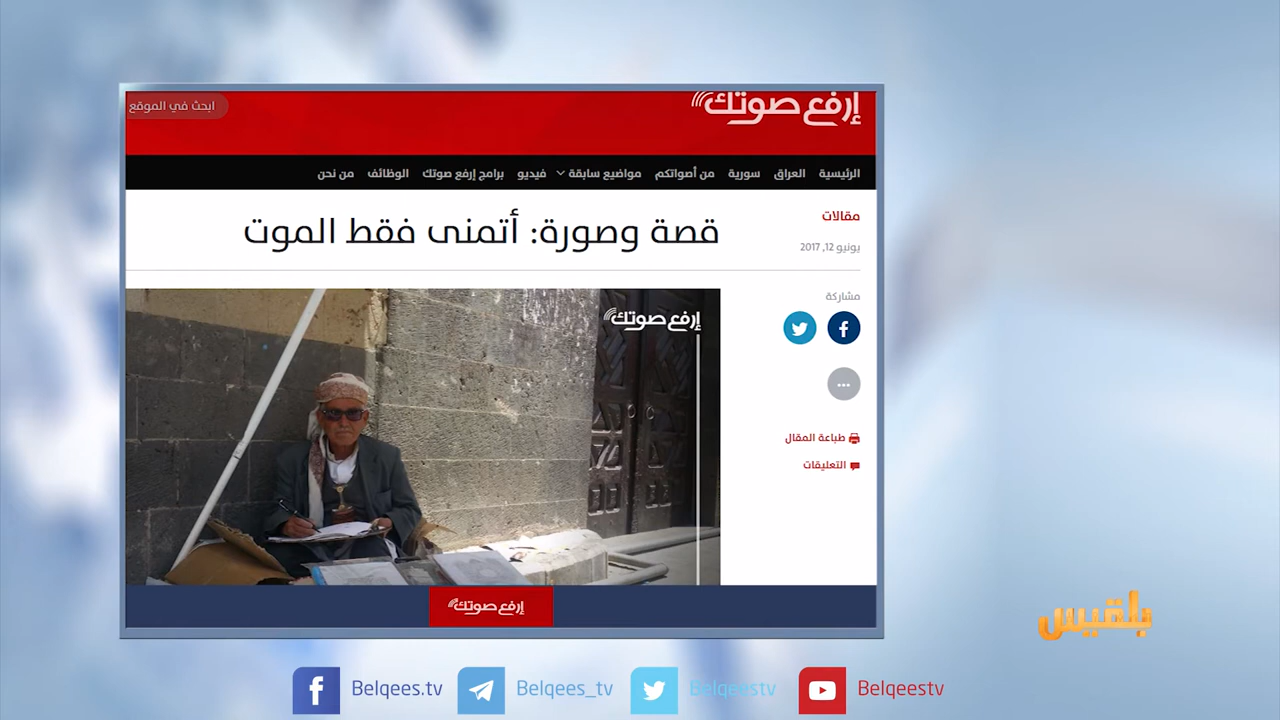 إرفع صوتك
ابحث في الموقع
الرئيسية العراق سورية من أصواتكم مواضيع سابقة فيديو برامج إرفع صوتك الوظائف من نحن
مقالات
يونيو 12, 2017
قصة وصورة: أتمنى فقط الموت
مشاركة
طباعة المقال
التعليقات
إرفع صوتك
إرفع صوتك
بلقيس
Belqees.tv Belqees_tv Belqeestv Belqeestv